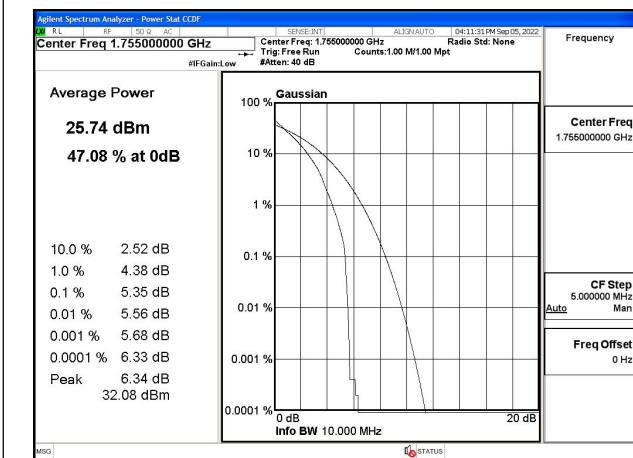 Agilent Spectrum Analyzer - Power Stat CCDF
LXI RL RF 50 Ω AC SENSE:INT ALIGN AUTO 04:11:31 PM Sep 05, 2022
Center Freq 1.755000000 GHz
Center Freq: 1.755000000 GHz Radio Std: None
Trig: Free Run Counts:1.00 M/1.00 Mpt
#IFGain:Low #Atten: 40 dB
Frequency
Average Power
25.74 dBm
47.08 % at 0dB
10.0 % 2.52 dB
1.0 % 4.38 dB
0.1 % 5.35 dB
0.01 % 5.56 dB
0.001 % 5.68 dB
0.0001 % 6.33 dB
Peak 6.34 dB
32.08 dBm
Gaussian
100 %
10 %
1 %
0.1 %
0.01 %
0.001 %
0.0001 %
0 dB 20 dB
Info BW 10.000 MHz
Center Freq
1.755000000 GHz
CF Step
5.000000 MHz
Auto Man
Freq Offset
0 Hz
MSG STATUS